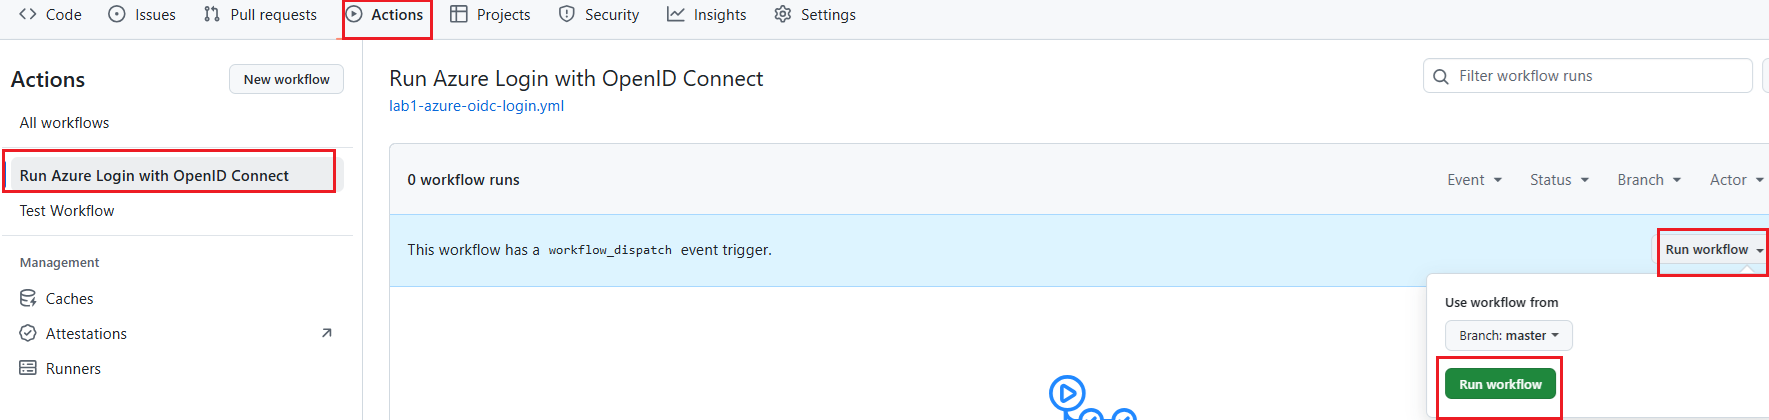 Code Issues Pull requests Actions Projects Security Insights Settings
Actions
New workflow
All workflows
Run Azure Login with OpenID Connect
Test Workflow
Management
Caches
Attestations
Runners
Run Azure Login with OpenID Connect
lab1-azure-oidc-login.yml
Filter workflow runs
0 workflow runs
Event Status Branch Actor
This workflow has a workflow_dispatch event trigger.
Run workflow
Use workflow from
Branch: master
Run workflow